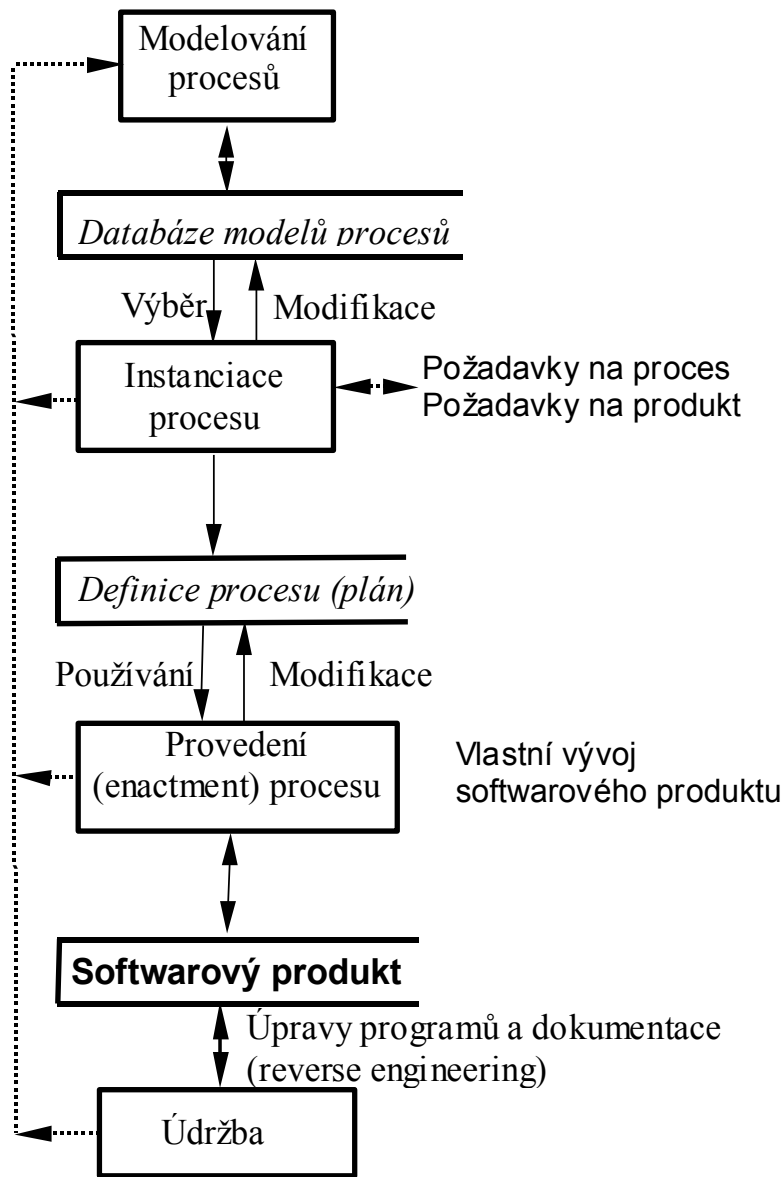 Modelování
procesů
Databáze modelů procesů
Výběr
Modifikace
Instanciace
procesu
Požadavky na proces
Požadavky na produkt
Definice procesu (plán)
Používání
Modifikace
Provedení
(enactment) procesu
Vlastní vývoj
softwarového produktu
Softwarový produkt
Úpravy programů a dokumentace
(reverse engineering)
Údržba